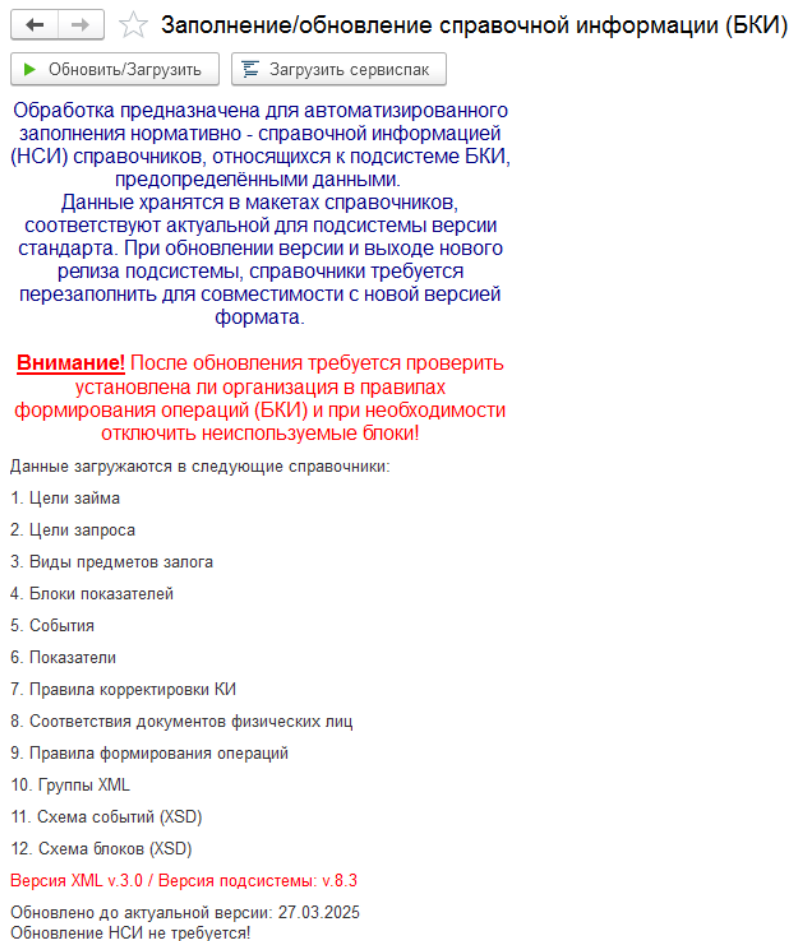 Заполнение/обновление справочной информации (БКИ)
Обновить/Загрузить
Загрузить сервиспак
Обработка предназначена для автоматизированного
заполнения нормативно - справочной информацией
(НСИ) справочников, относящихся к подсистеме БКИ,
предопределёнными данными.
Данные хранятся в макетах справочников,
соответствуют актуальной для подсистемы версии
стандарта. При обновлении версии и выходе нового
релиза подсистемы, справочники требуется
перезаполнить для совместимости с новой версией
формата.
Внимание! После обновления требуется проверить
установлена ли организация в правилах
формирования операций (БКИ) и при необходимости
отключить неиспользуемые блоки!
Данные загружаются в следующие справочники:
1. Цели займа
2. Цели запроса
3. Виды предметов залога
4. Блоки показателей
5. События
6. Показатели
7. Правила корректировки КИ
8. Соответствия документов физических лиц
9. Правила формирования операций
10. Группы XML
11. Схема событий (XSD)
12. Схема блоков (XSD)
Версия XML v.3.0 / Версия подсистемы: v.8.3
Обновлено до актуальной версии: 27.03.2025
Обновление НСИ не требуется!